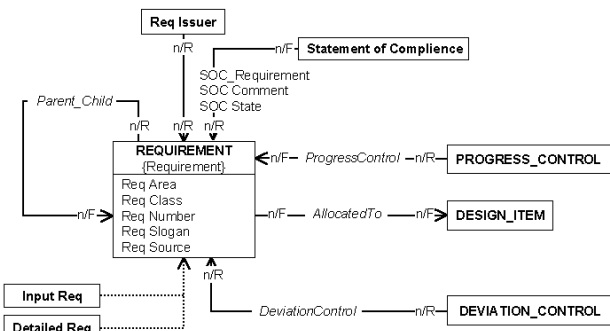 Req Issuer
n/R
n/F
Statement of Complience
SOC_Requirement
SOC Comment
SOC State
Parent_Child
n/R
n/R
n/R
REQUIREMENT
{Requirement}
Req Area
Req Class
Req Number
Req Slogan
Req Source
n/F
n/F
ProgressControl
n/R
PROGRESS_CONTROL
n/F
AllocatedTo
n/F
DESIGN_ITEM
n/R
DeviationControl
n/R
DEVIATION_CONTROL
Input Req
Detailed Req